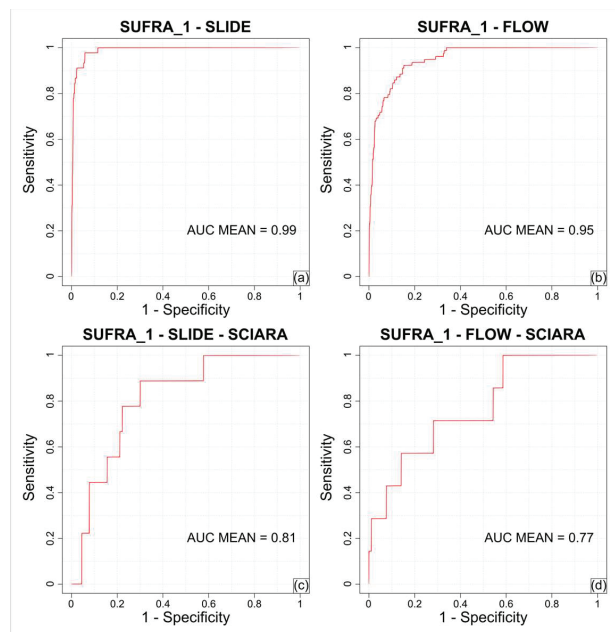 SUFRA_1 - SLIDE
Sensitivity
0
0.2
0.4
0.6
0.8
1
AUC MEAN = 0.99
(a)
0
0.2
0.4
0.6
0.8
1
1 - Specificity
SUFRA_1 - FLOW
Sensitivity
0
0.2
0.4
0.6
0.8
1
AUC MEAN = 0.95
(b)
0
0.2
0.4
0.6
0.8
1
1 - Specificity
SUFRA_1 - SLIDE - SCIARA
Sensitivity
0
0.2
0.4
0.6
0.8
1
AUC MEAN = 0.81
(c)
0
0.2
0.4
0.6
0.8
1
1 - Specificity
SUFRA_1 - FLOW - SCIARA
Sensitivity
0
0.2
0.4
0.6
0.8
1
AUC MEAN = 0.77
(d)
0
0.2
0.4
0.6
0.8
1
1 - Specificity